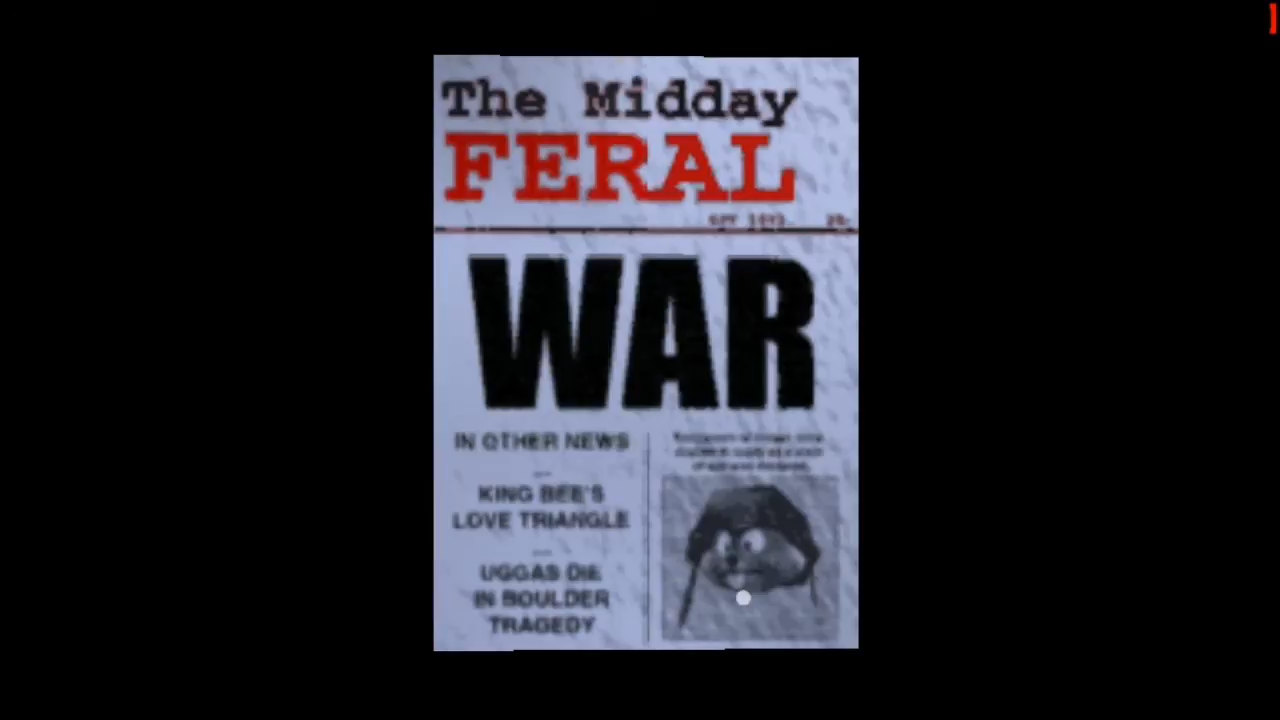 The Midday
FERAL
WAR
IN OTHER NEWS
KING BEE'S
LOVE TRIANGLE
UGGAS DIE
IN BOULDER
TRAGEDY